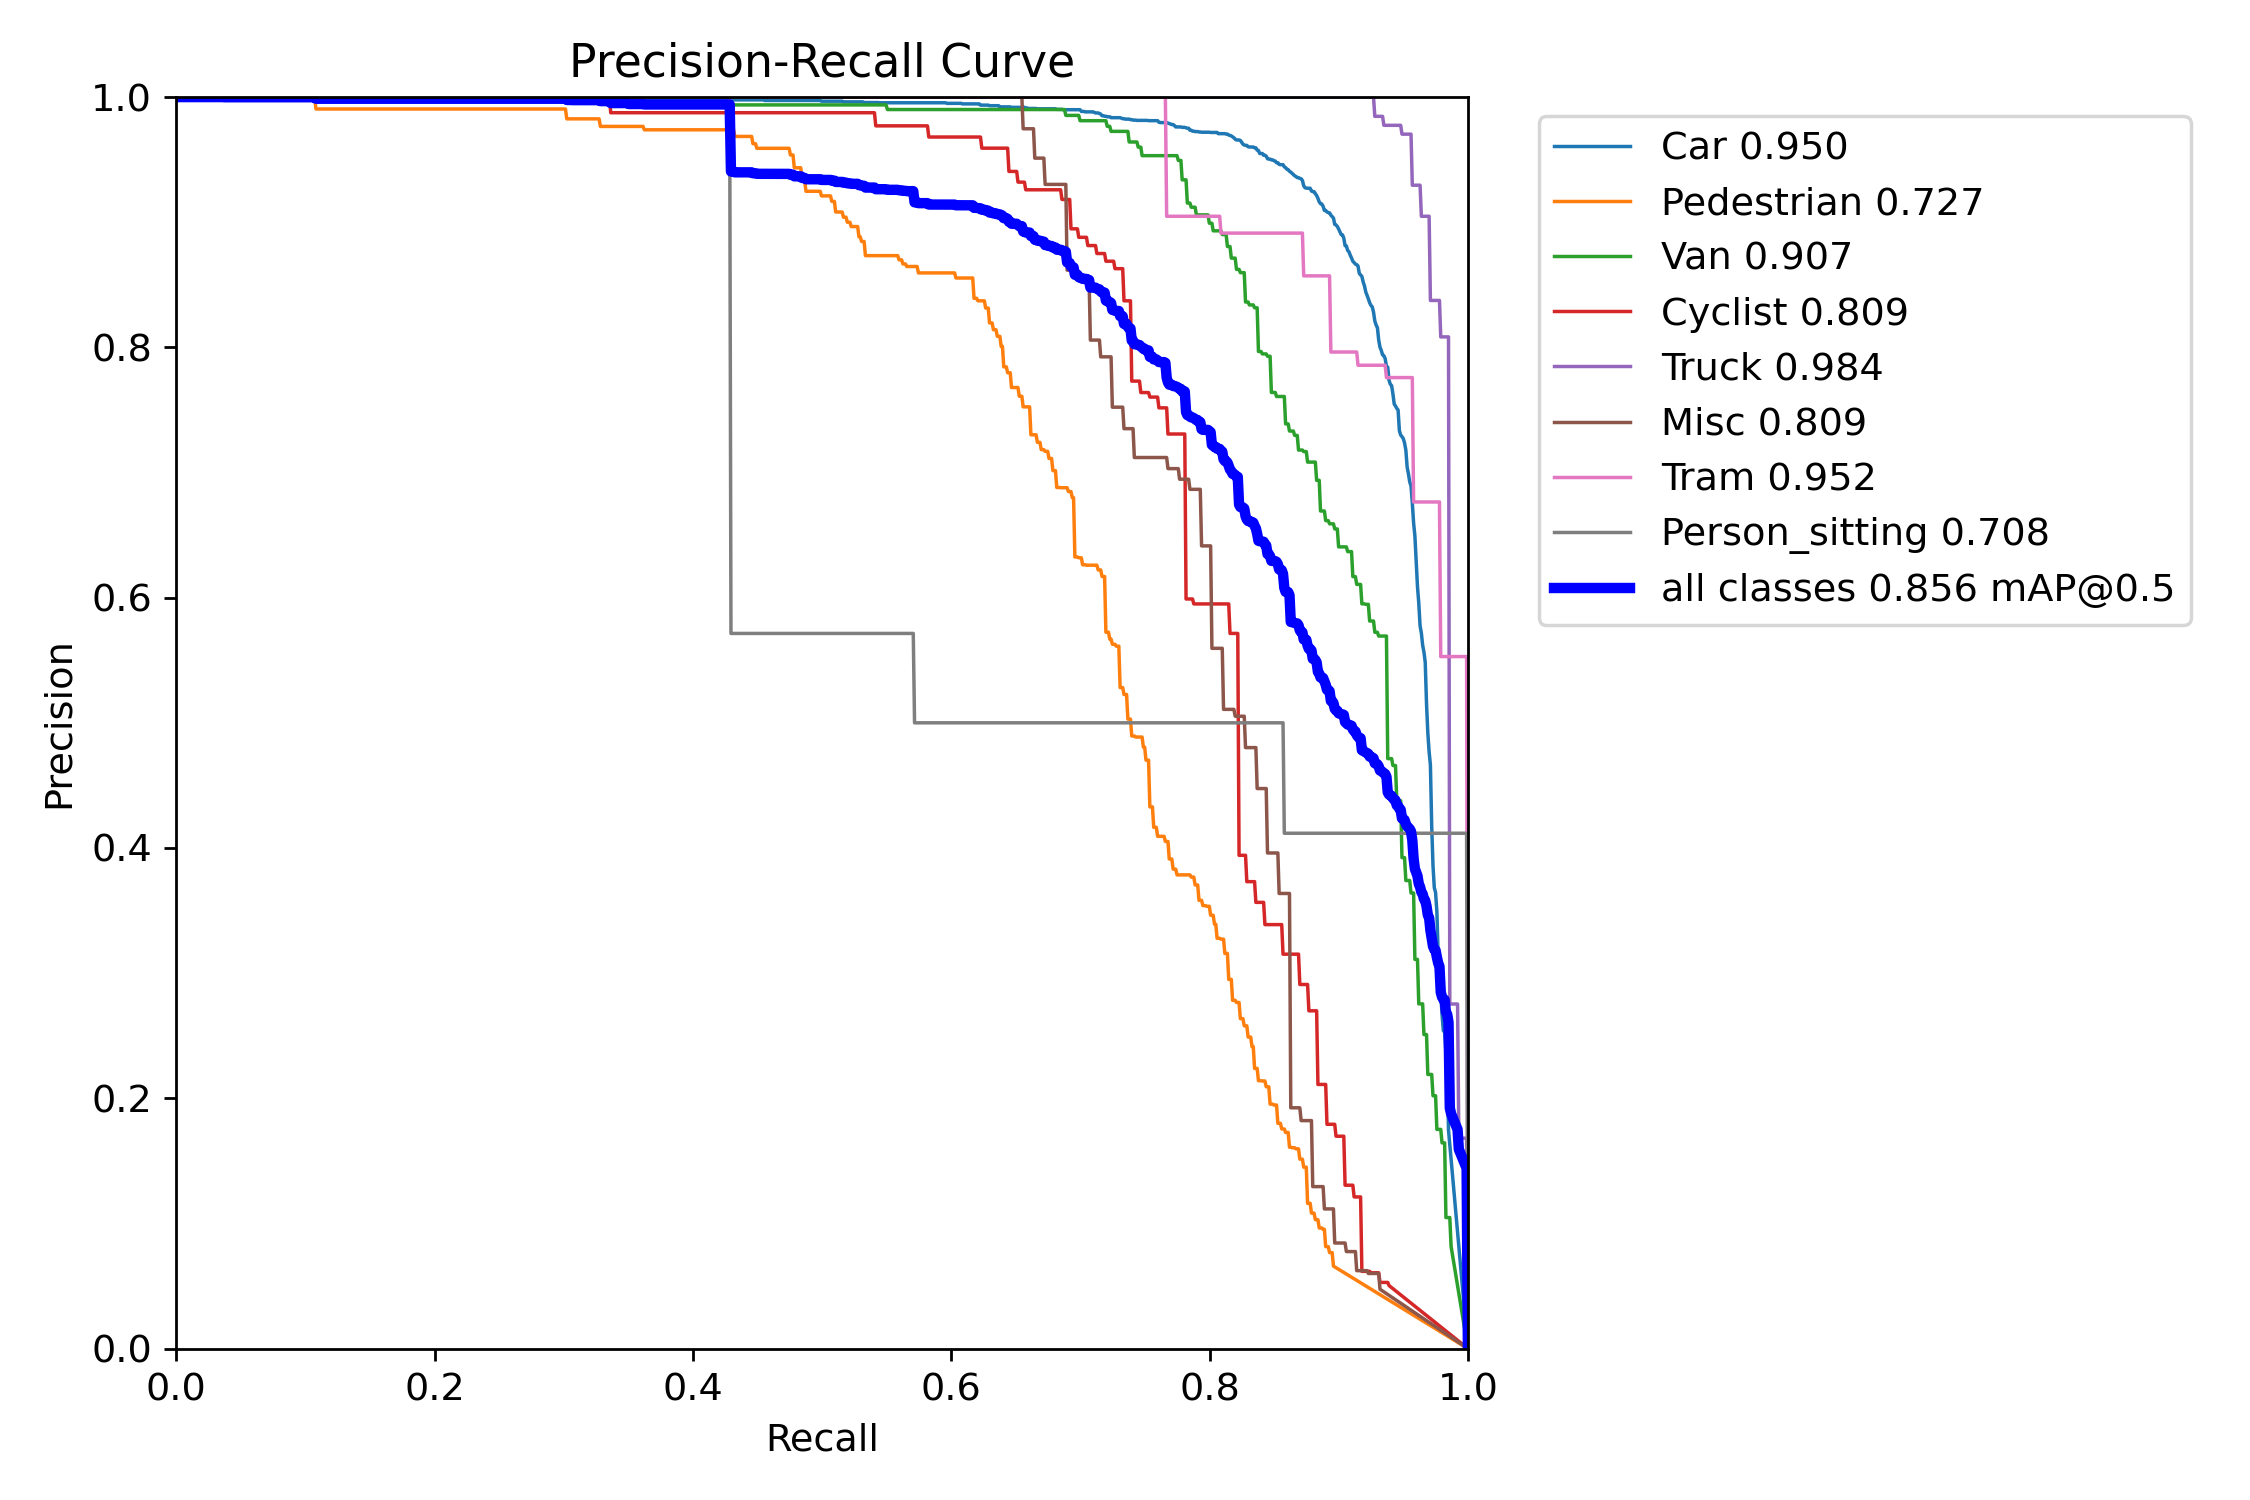 Precision-Recall Curve
1.0
0.8
0.6
0.4
0.2
0.0
Precision
0.0 0.2 0.4 0.6 0.8 1.0
Recall
Car 0.950
Pedestrian 0.727
Van 0.907
Cyclist 0.809
Truck 0.984
Misc 0.809
Tram 0.952
Person_sitting 0.708
all classes 0.856 mAP@0.5